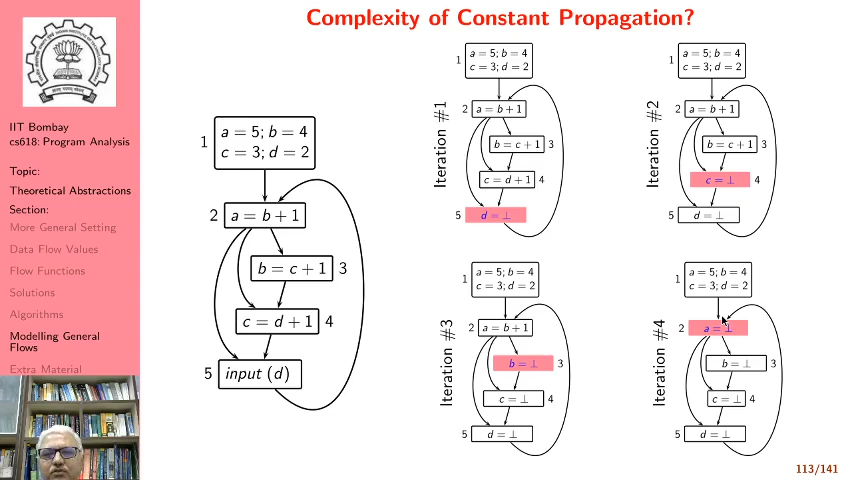 Complexity of Constant Propagation?
IIT Bombay
cs618: Program Analysis
Topic:
Theoretical Abstractions
Section:
More General Setting
Data Flow Values
Flow Functions
Solutions
Algorithms
Modelling General
Flows
Extra Material
1
a = 5; b = 4
c = 3; d = 2
2 a = b + 1
b = c + 1 3
c = d + 1 4
5 input (d)
Iteration #1
1
a = 5; b = 4
c = 3; d = 2
2 a = b + 1
b = c + 1 3
c = d + 1 4
5 d = ⊥
Iteration #2
1
a = 5; b = 4
c = 3; d = 2
2 a = b + 1
b = c + 1 3
c = ⊥ 4
5 d = ⊥
Iteration #3
1
a = 5; b = 4
c = 3; d = 2
2 a = b + 1
b = ⊥ 3
c = ⊥ 4
5 d = ⊥
Iteration #4
1
a = 5; b = 4
c = 3; d = 2
2 a = ⊥
b = ⊥ 3
c = ⊥ 4
5 d = ⊥
113/141